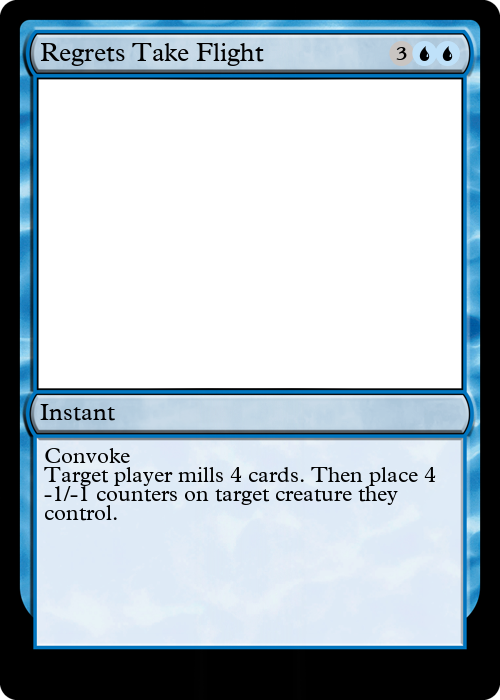 Regrets Take Flight 3
Instant
Convoke
Target player mills 4 cards. Then place 4
-1/-1 counters on target creature they
control.